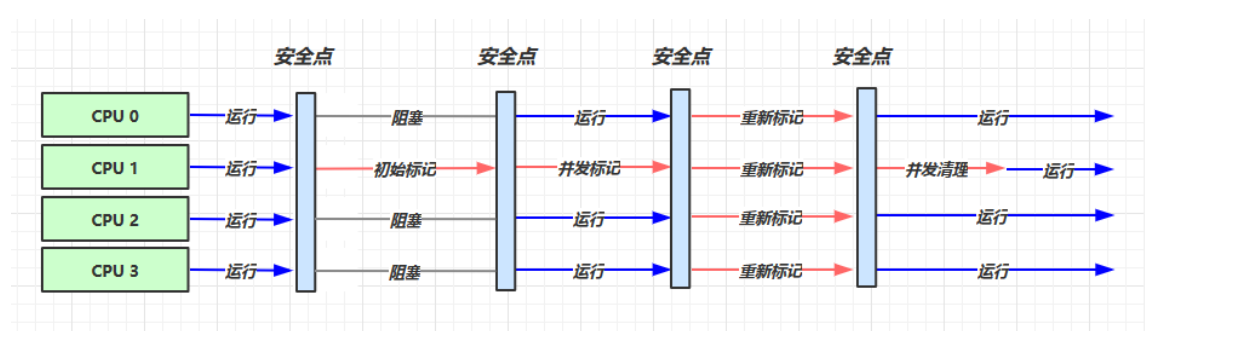 安全点 安全点 安全点 安全点
CPU 0 运行 阻塞 运行 重新标记 运行
CPU 1 运行 初始标记 并发标记 重新标记 并发清理 运行
CPU 2 运行 阻塞 运行 重新标记 运行
CPU 3 运行 阻塞 运行 重新标记 运行